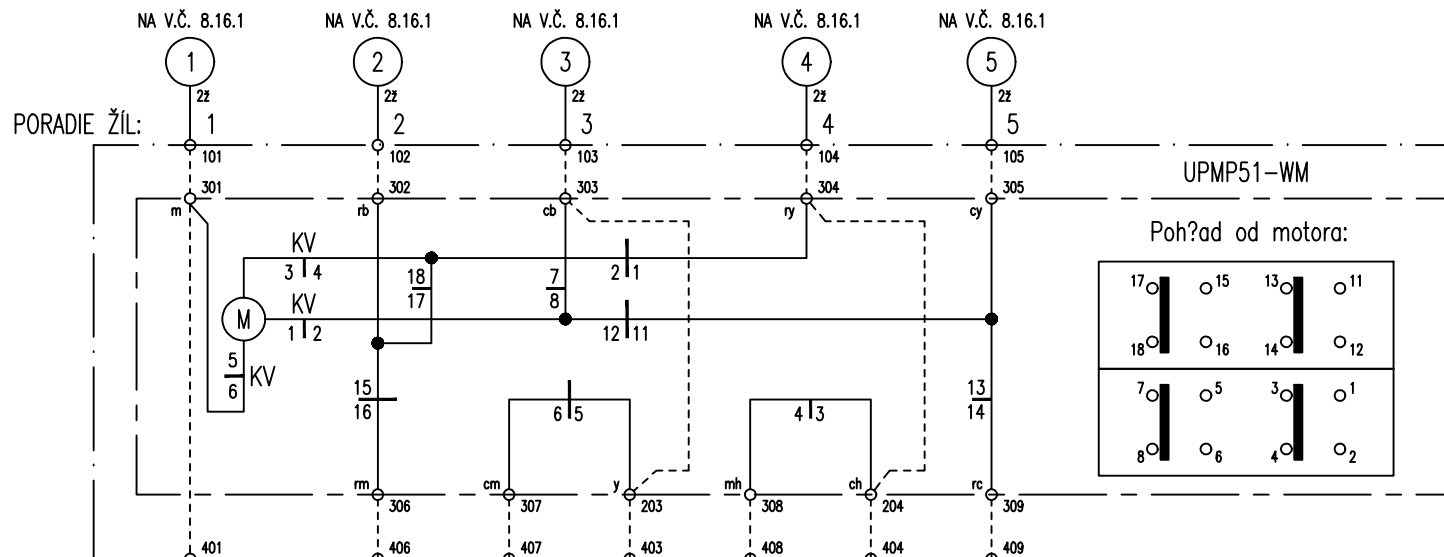 NA V.Č. 8.16.1 NA V.Č. 8.16.1 NA V.Č. 8.16.1 NA V.Č. 8.16.1 NA V.Č. 8.16.1
1 2 3 4 5
2ž 2ž 2ž 2ž 2ž
PORADIE ŽÍL: 1 2 3 4 5
101 102 103 104 105
UPMP51-WM
301 302 303 304 305
m rb cb ry cy
Poh?ad od motora:
KV
3 4 18 17 2 1 7 8
KV
M 1 2 12 11
5 6 KV
15 16 6 5 4 3 13 14
17 15 13 11
18 16 14 12
7 5 3 1
8 6 4 2
rm cm y mh ch rc
306 307 203 308 204 309
401 406 407 403 408 404 409